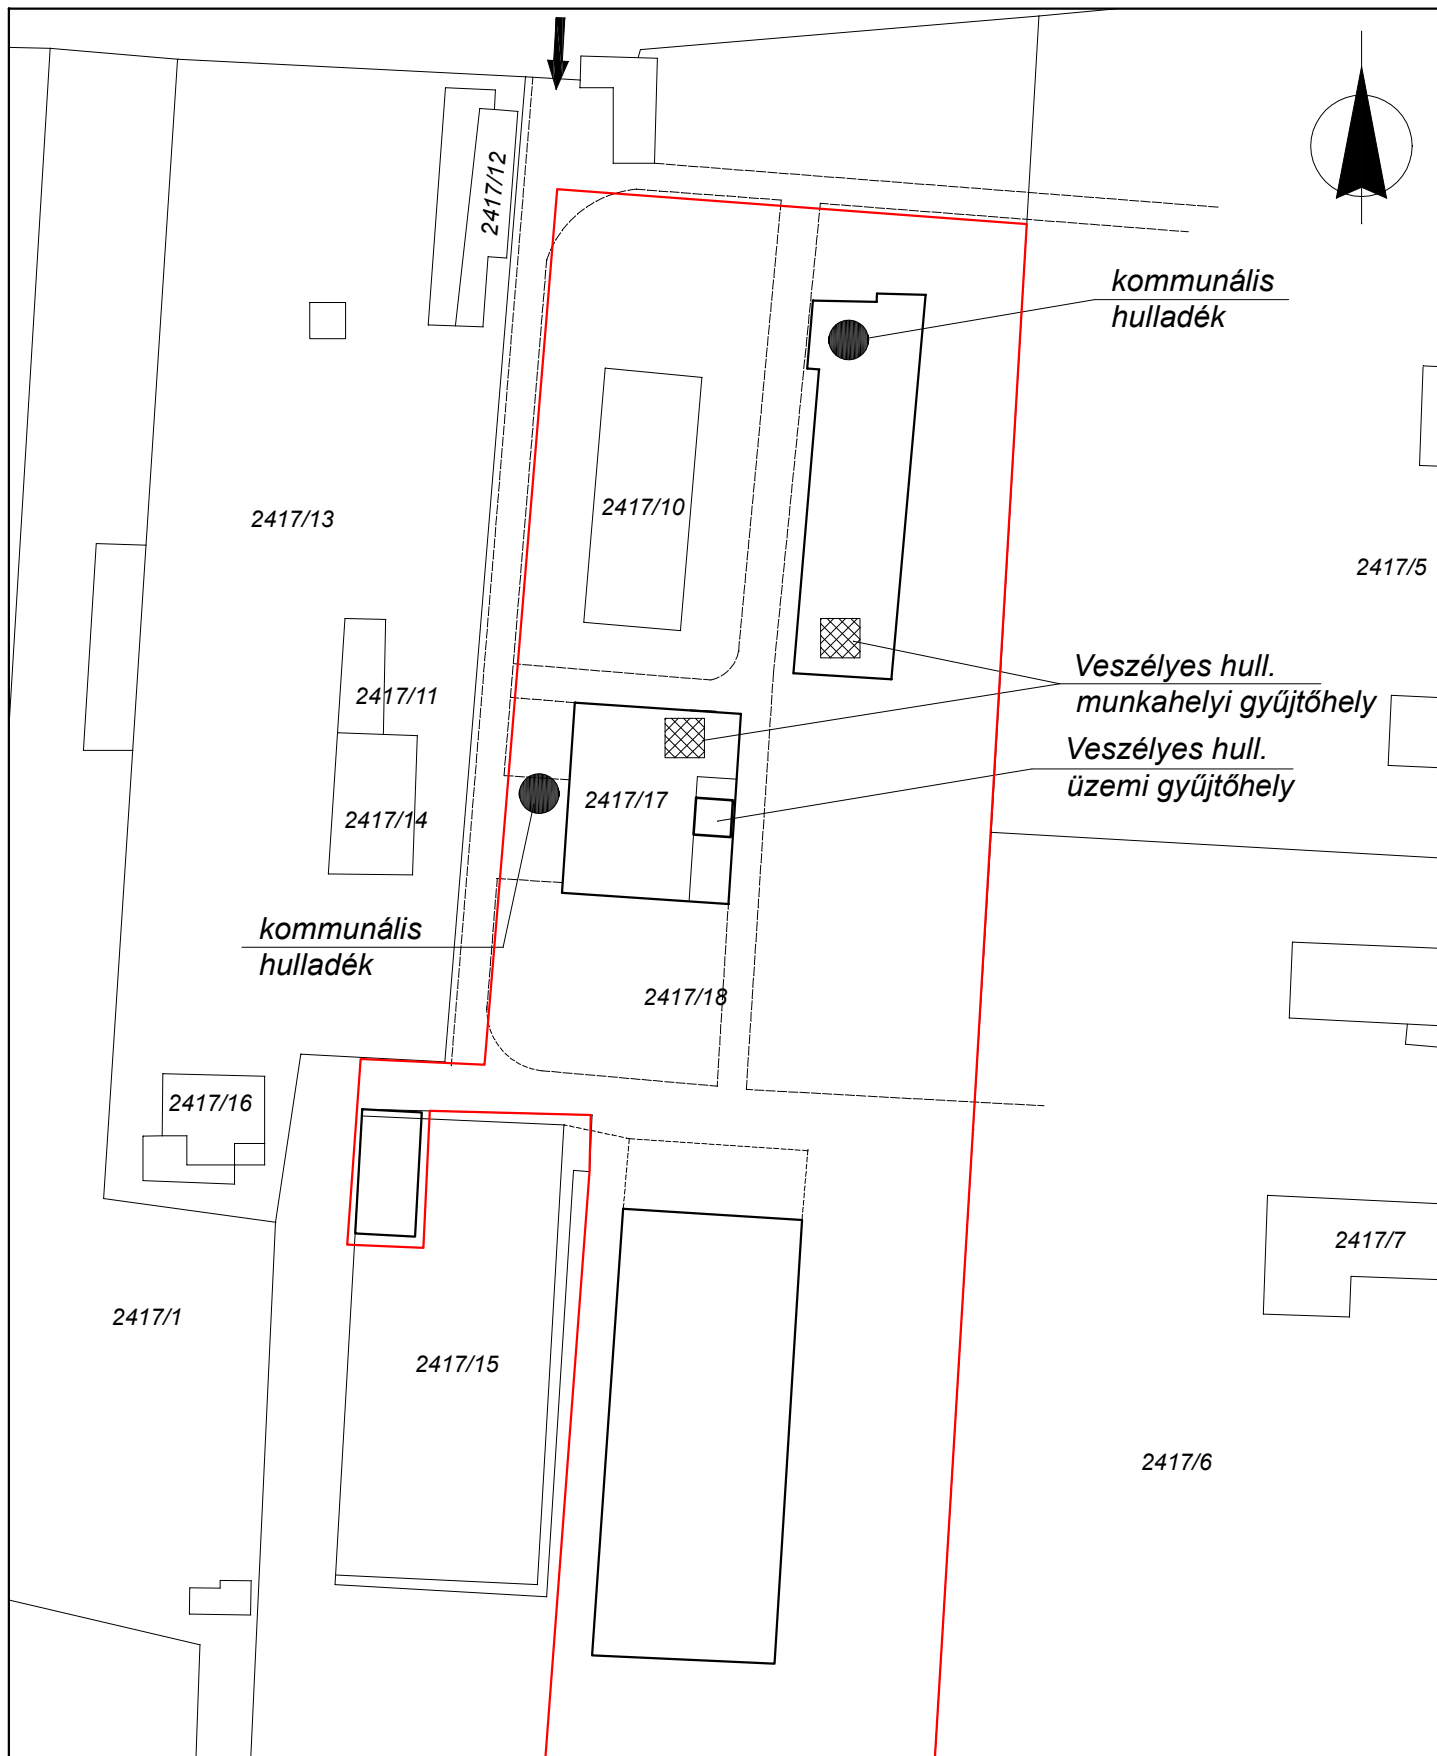 2417/12
kommunális
hulladék
2417/10
2417/13
2417/5
Veszélyes hull.
munkahelyi gyűjtőhely
2417/11
Veszélyes hull.
üzemi gyűjtőhely
2417/17
2417/14
kommunális
hulladék
2417/18
2417/16
2417/7
2417/1
2417/15
2417/6